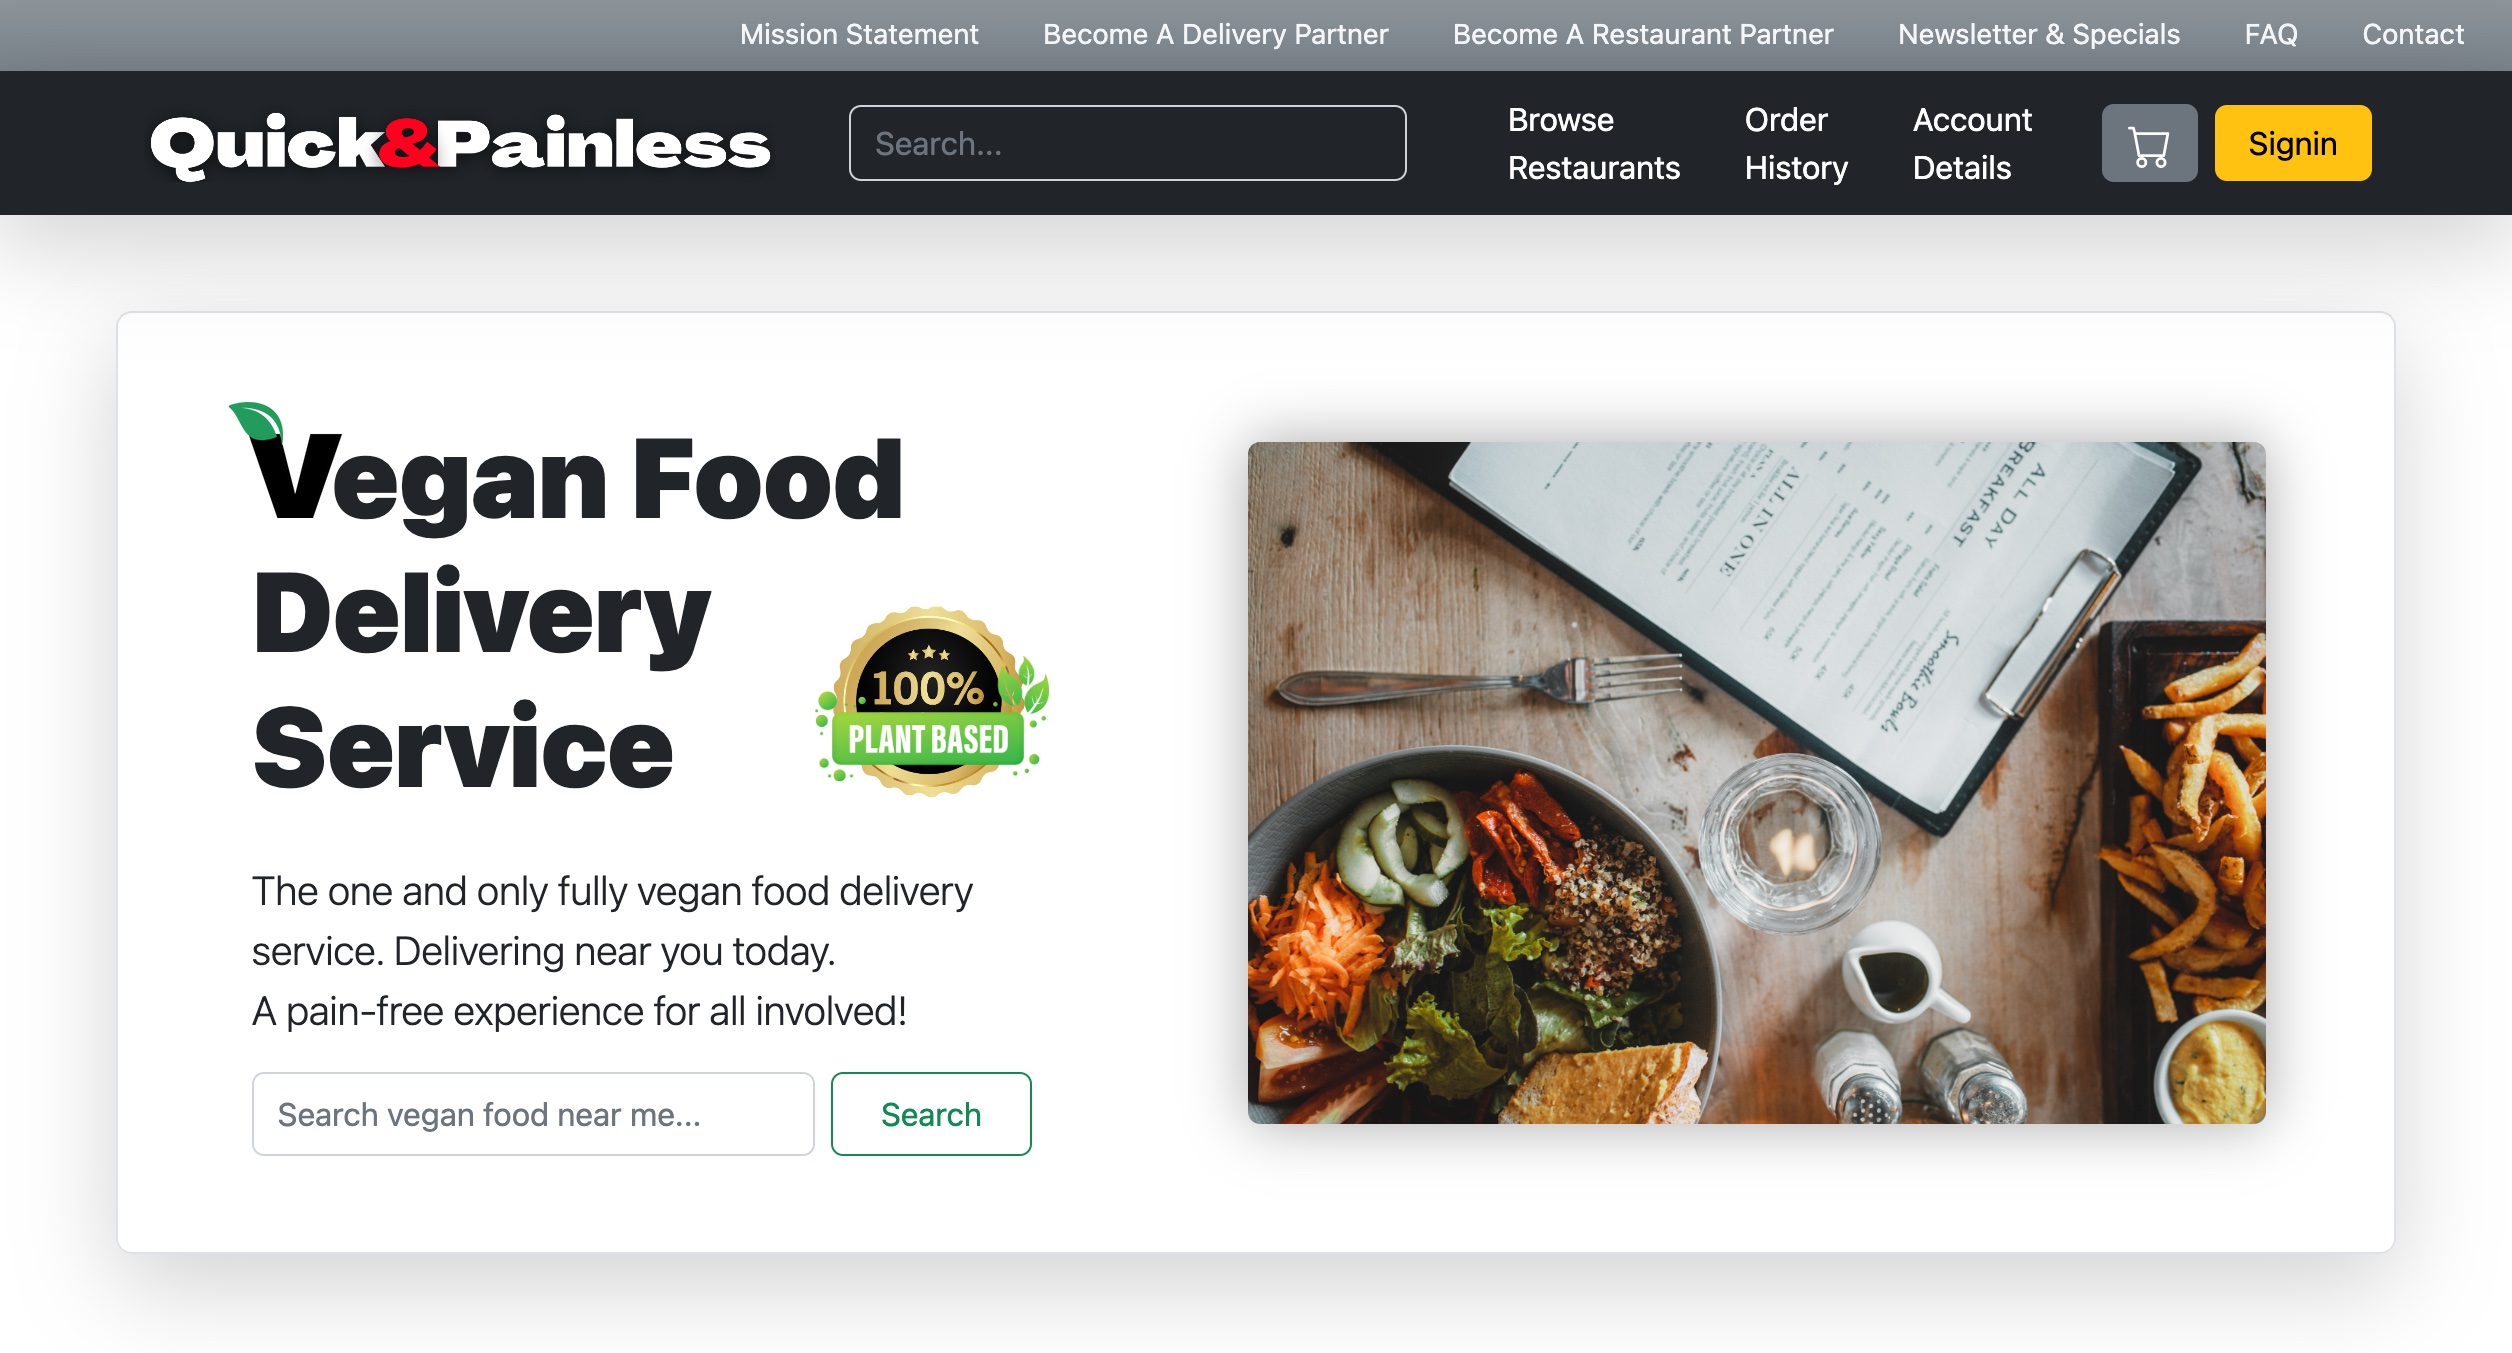 Mission Statement
Become A Delivery Partner
Become A Restaurant Partner
Newsletter & Specials
FAQ
Contact
Quick&Painless
Search...
Browse
Restaurants
Order
History
Account
Details
Signin
Vegan Food
Delivery
Service
100%
PLANT BASED
The one and only fully vegan food delivery
service. Delivering near you today.
A pain-free experience for all involved!
Search vegan food near me...
Search
ALL DAY
BREAKFAST
ALL IN ONE
Smoothie Bowls